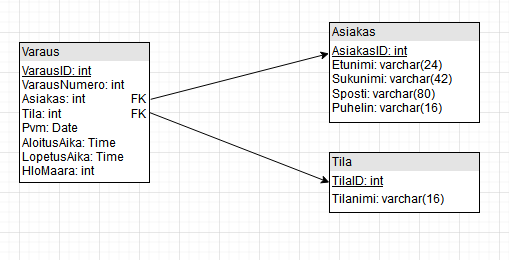 Varaus
VarausID: int
VarausNumero: int
Asiakas: int FK
Tila: int FK
Pvm: Date
AloitusAika: Time
LopetusAika: Time
HloMaara: int
Asiakas
AsiakasID: int
Etunimi: varchar(24)
Sukunimi: varchar(42)
Sposti: varchar(80)
Puhelin: varchar(16)
Tila
TilaID: int
Tilanimi: varchar(16)